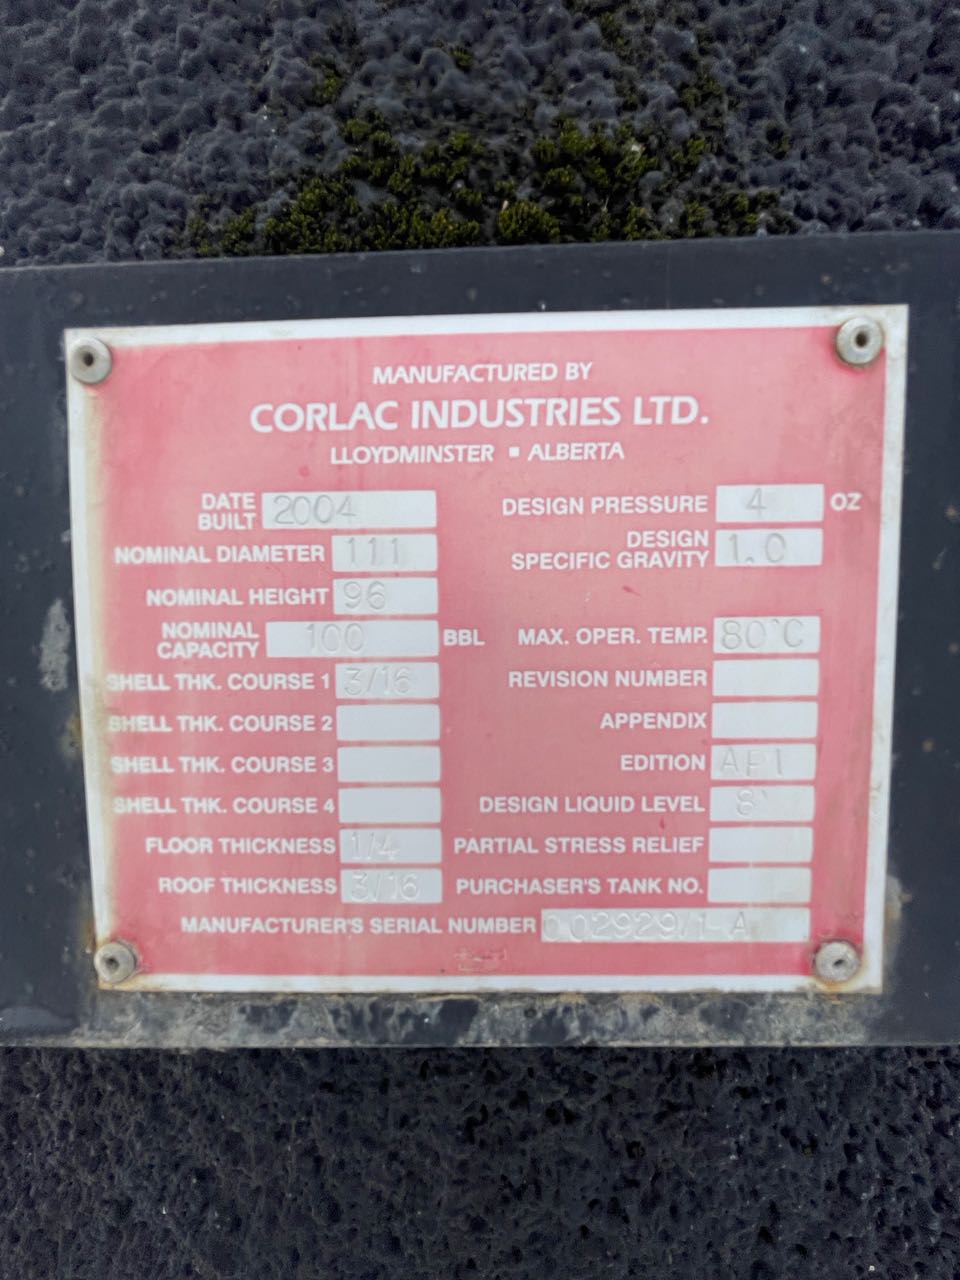 MANUFACTURED BY
CORLAC INDUSTRIES LTD.
LLOYDMINSTER ▪ ALBERTA
DATE BUILT 2004
NOMINAL DIAMETER 111
NOMINAL HEIGHT 96
NOMINAL CAPACITY 100 BBL
SHELL THK. COURSE 1 3/16
SHELL THK. COURSE 2
SHELL THK. COURSE 3
SHELL THK. COURSE 4
FLOOR THICKNESS 1/4
ROOF THICKNESS 3/16
DESIGN PRESSURE 4 OZ
DESIGN SPECIFIC GRAVITY 1.0
MAX. OPER. TEMP. 80°C
REVISION NUMBER
APPENDIX
EDITION API
DESIGN LIQUID LEVEL 8'
PARTIAL STRESS RELIEF
PURCHASER'S TANK NO.
MANUFACTURER'S SERIAL NUMBER 002929/1-A